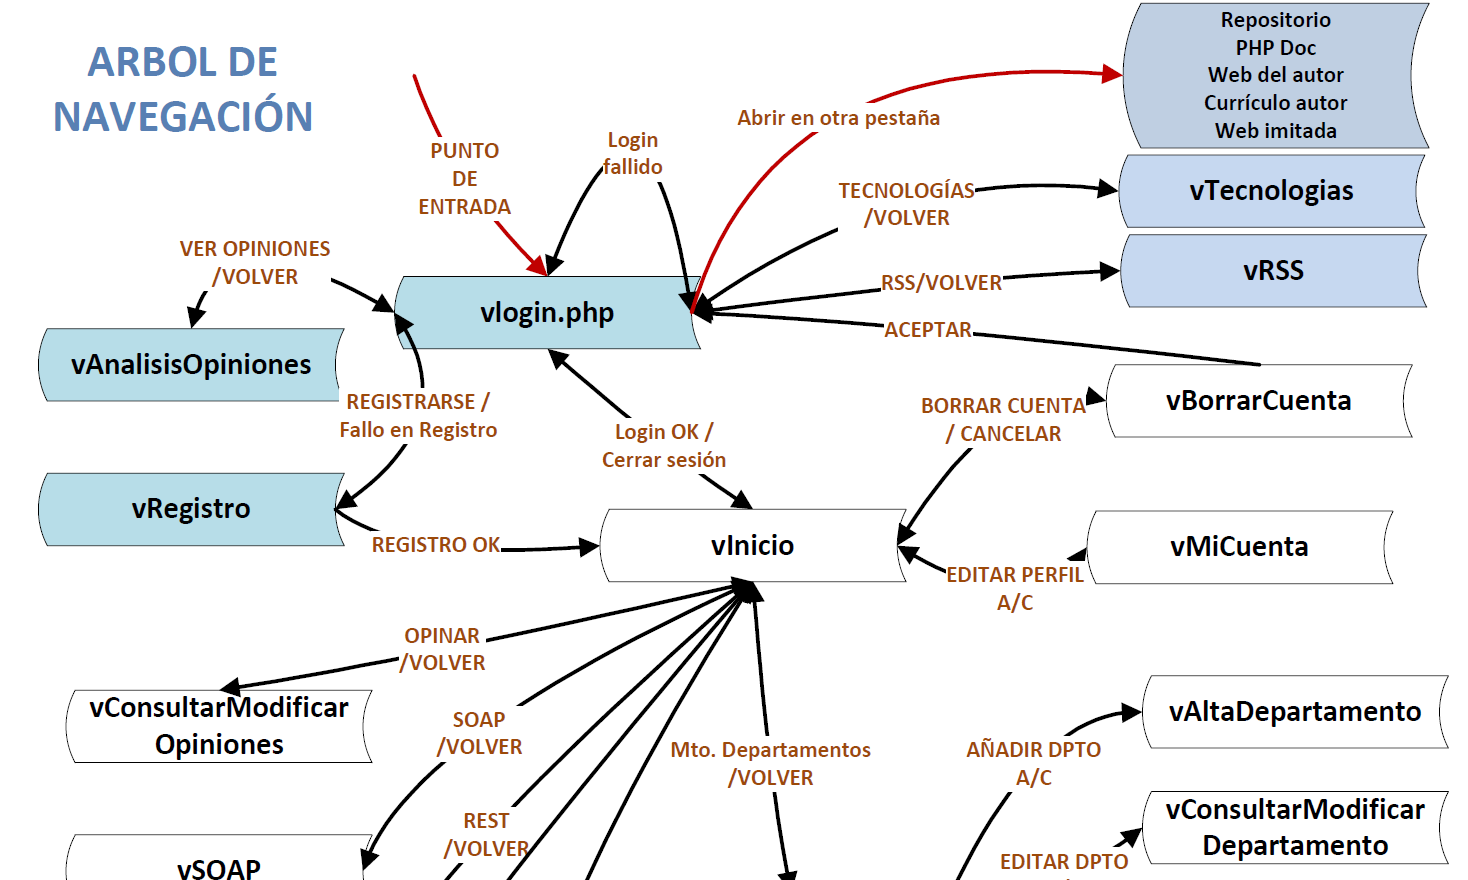 ARBOL DE
NAVEGACIÓN
Repositorio
PHP Doc
Web del autor
Currículo autor
Web imitada
Abrir en otra pestaña
PUNTO
DE
ENTRADA
Login
fallido
TECNOLOGÍAS
/VOLVER
vTecnologias
VER OPINIONES
/VOLVER
RSS/VOLVER
vRSS
vlogin.php
ACEPTAR
vAnalisisOpiniones
REGISTRARSE /
Fallo en Registro
Login OK /
Cerrar sesión
BORRAR CUENTA
/ CANCELAR
vBorrarCuenta
vRegistro
REGISTRO OK
vInicio
EDITAR PERFIL
A/C
vMiCuenta
OPINAR
/VOLVER
vConsultarModificar
Opiniones
SOAP
/VOLVER
Mto. Departamentos
/VOLVER
AÑADIR DPTO
A/C
vAltaDepartamento
REST
/VOLVER
vConsultarModificar
Departamento
EDITAR DPTO
vSOAP